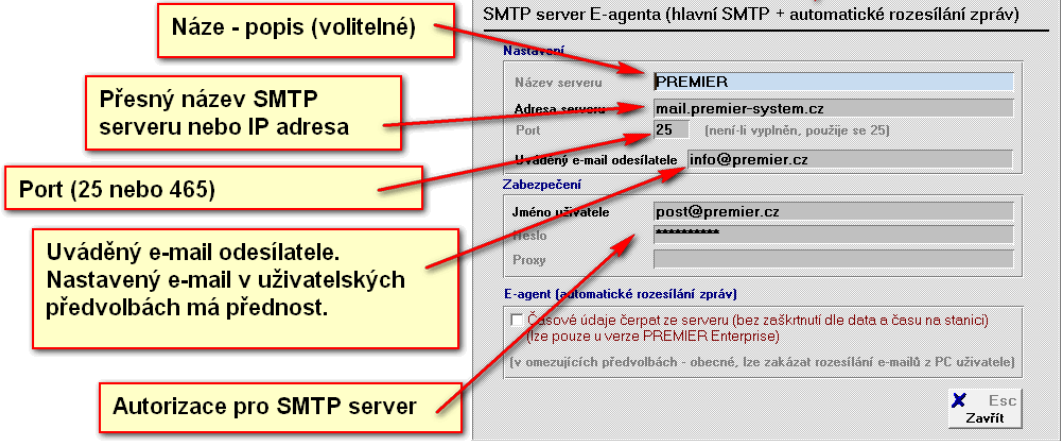 Náze - popis (volitelné)
Přesný název SMTP
serveru nebo IP adresa
Port (25 nebo 465)
Uváděný e-mail odesílatele.
Nastavený e-mail v uživatelských
předvolbách má přednost.
Autorizace pro SMTP server
SMTP server E-agenta (hlavní SMTP + automatické rozesílání zpráv)
Nastavení
Název serveru PREMIER
Adresa serveru mail.premier-system.cz
Port 25 (není-li vyplněn, použije se 25)
Uváděný e-mail odesílatele info@premier.cz
Zabezpečení
Jméno uživatele post@premier.cz
Heslo **********
Proxy
E-agent (automatické rozesílání zpráv)
Časové údaje čerpat ze serveru (bez zaškrtnutí dle data a času na stanici)
(lze pouze u verze PREMIER Enterprise)
(v omezujících předvolbách - obecné, lze zakázat rozesílání e-mailů z PC uživatele)
X Esc
Zavřít